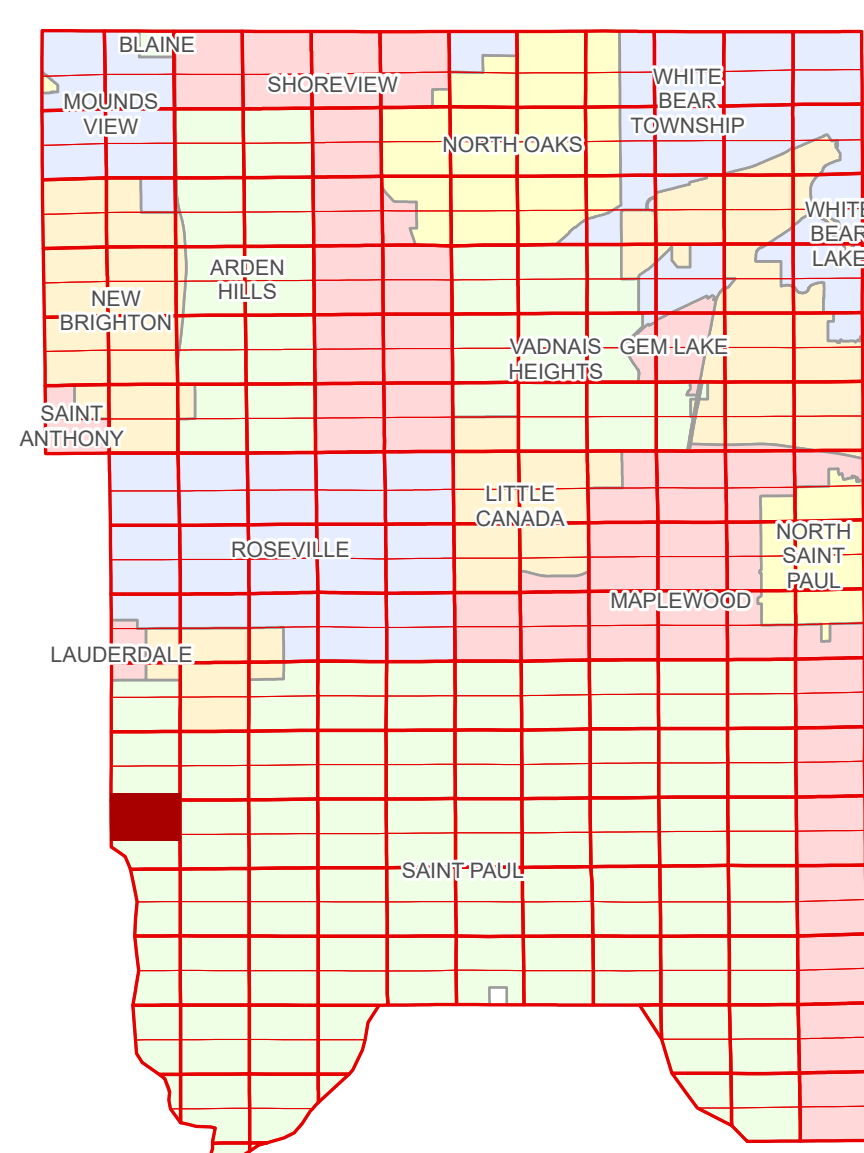 BLAINE
SHOREVIEW
WHITE
BEAR
TOWNSHIP
MOUNDS
VIEW
NORTH OAKS
WHITE
BEAR
LAKE
ARDEN
HILLS
NEW
BRIGHTON
VADNAIS
HEIGHTS
GEM LAKE
SAINT
ANTHONY
LITTLE
CANADA
NORTH
SAINT
PAUL
ROSEVILLE
MAPLEWOOD
LAUDERDALE
SAINT PAUL